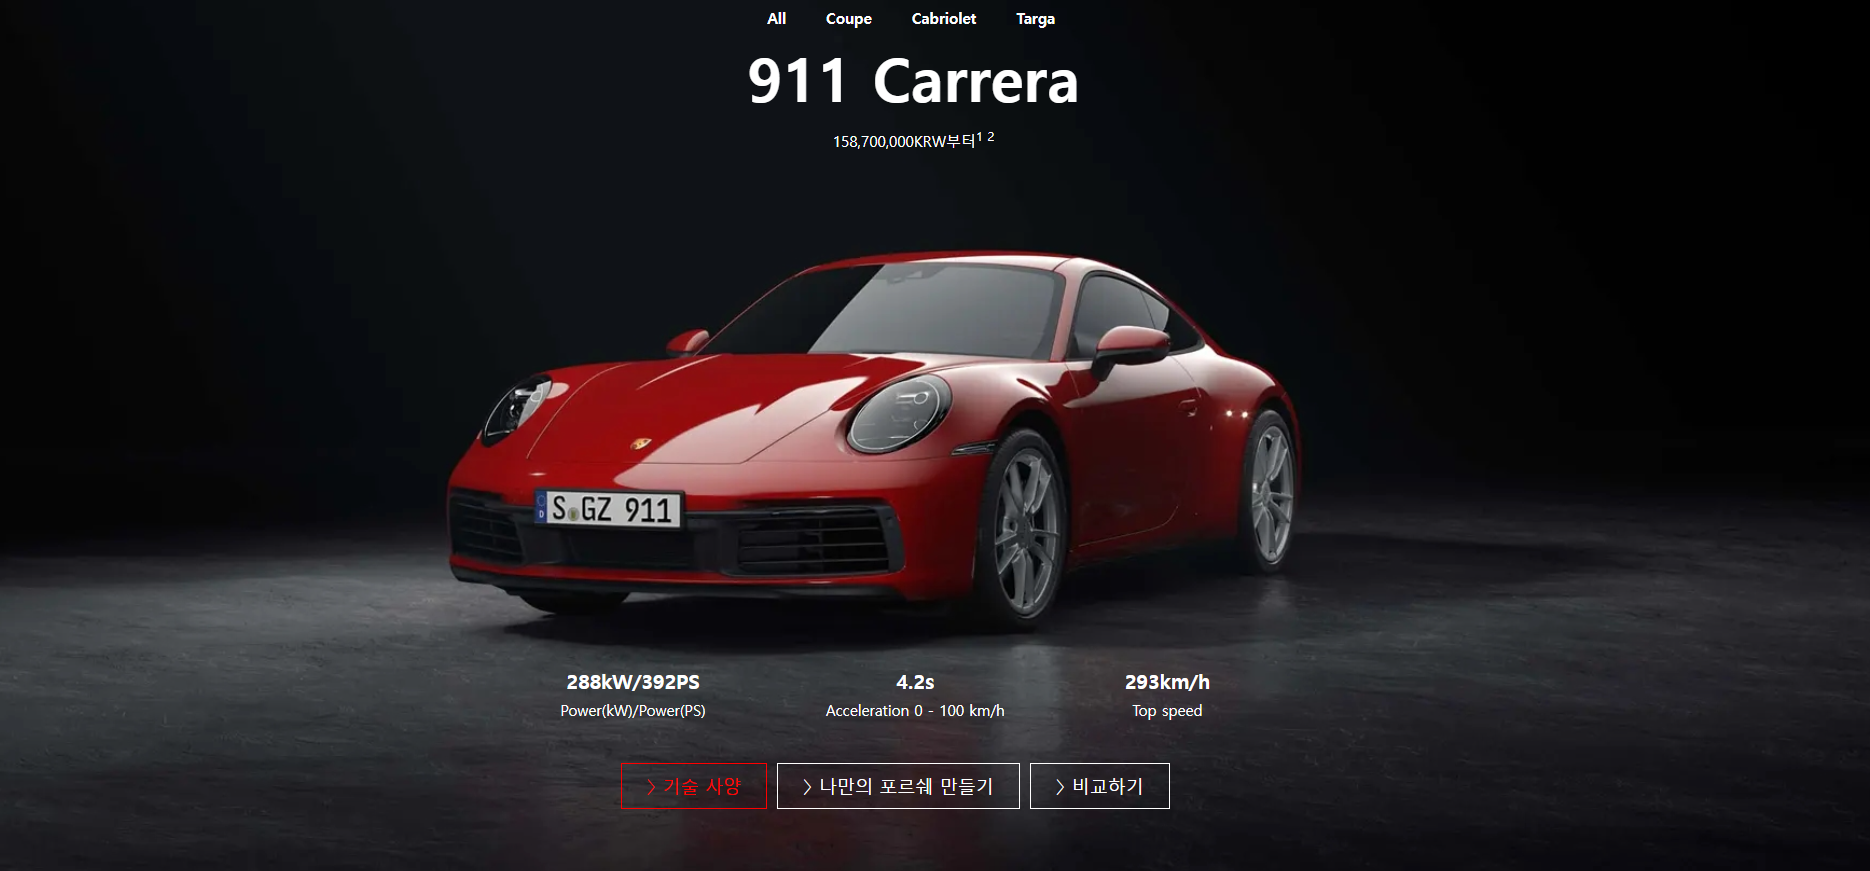 All Coupe Cabriolet Targa
911 Carrera
158,700,000KRW부터1 2
S GZ 911
D
288kW/392PS 4.2s 293km/h
Power(kW)/Power(PS) Acceleration 0 - 100 km/h Top speed
> 기술 사양 > 나만의 포르쉐 만들기 > 비교하기